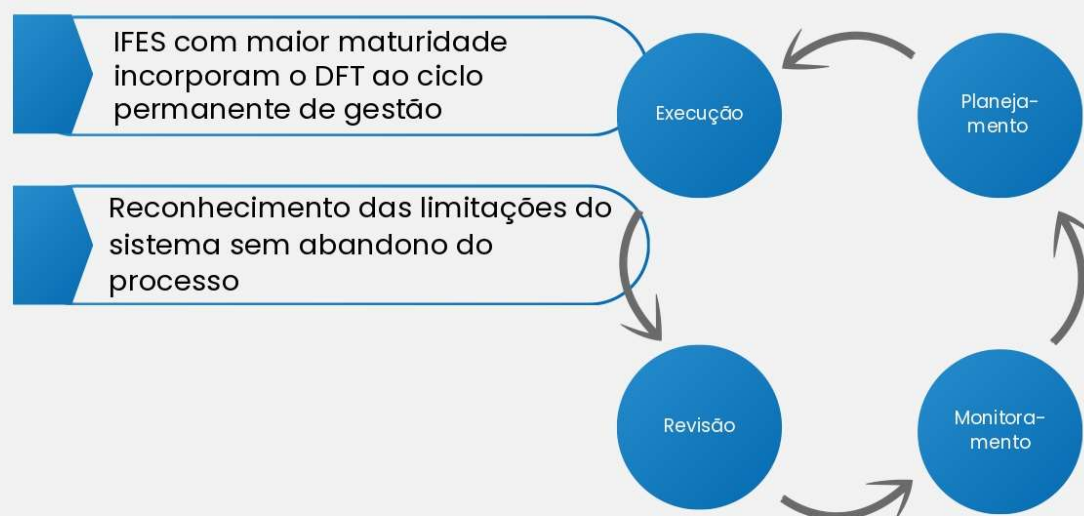 IFES com maior maturidade
incorporam o DFT ao ciclo
permanente de gestão
Reconhecimento das limitações do
sistema sem abandono do
processo
Execução
Planeja-
mento
Revisão
Monitora-
mento